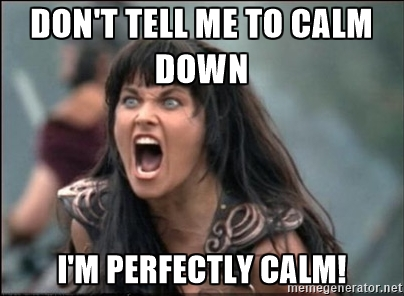 DON'T TELL ME TO CALM
DOWN
I'M PERFECTLY CALM!
memegenerator.net